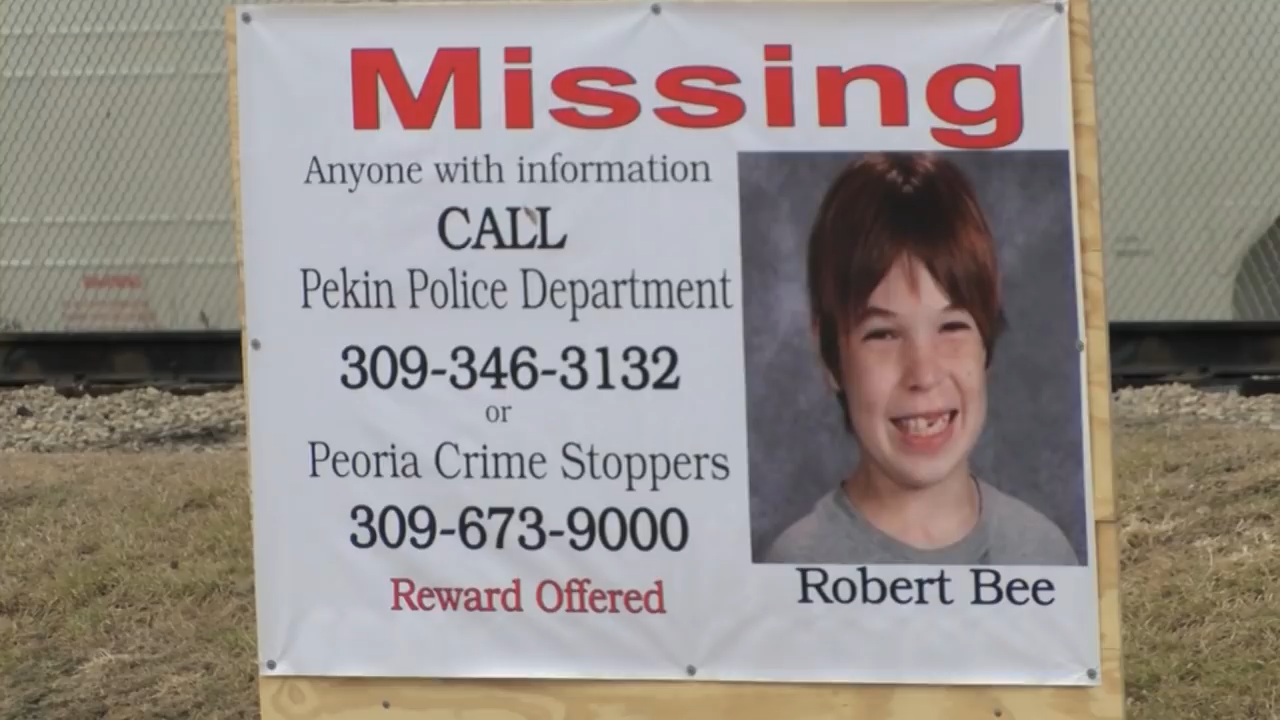 Missing
Anyone with information
CALL
Pekin Police Department
309-346-3132
or
Peoria Crime Stoppers
309-673-9000
Reward Offered
Robert Bee